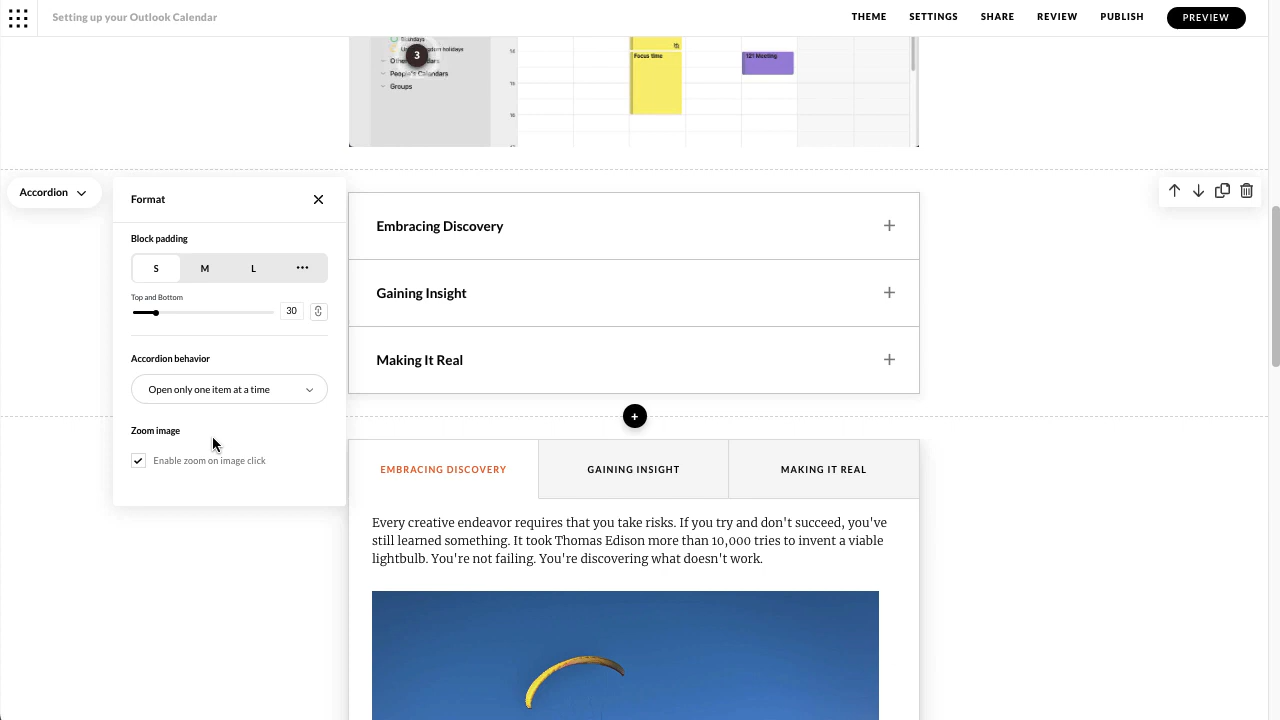 Setting up your Outlook Calendar
THEME SETTINGS SHARE REVIEW PUBLISH PREVIEW
3
People's Calendars
Groups
Focus time
121 Meeting
Accordion
Format
Block padding
S M L •••
Top and Bottom
30
Accordion behavior
Open only one item at a time
Zoom image
Enable zoom on image click
Embracing Discovery
Gaining Insight
Making It Real
EMBRACING DISCOVERY GAINING INSIGHT MAKING IT REAL
Every creative endeavor requires that you take risks. If you try and don't succeed, you've
still learned something. It took Thomas Edison more than 10,000 tries to invent a viable
lightbulb. You're not failing. You're discovering what doesn't work.